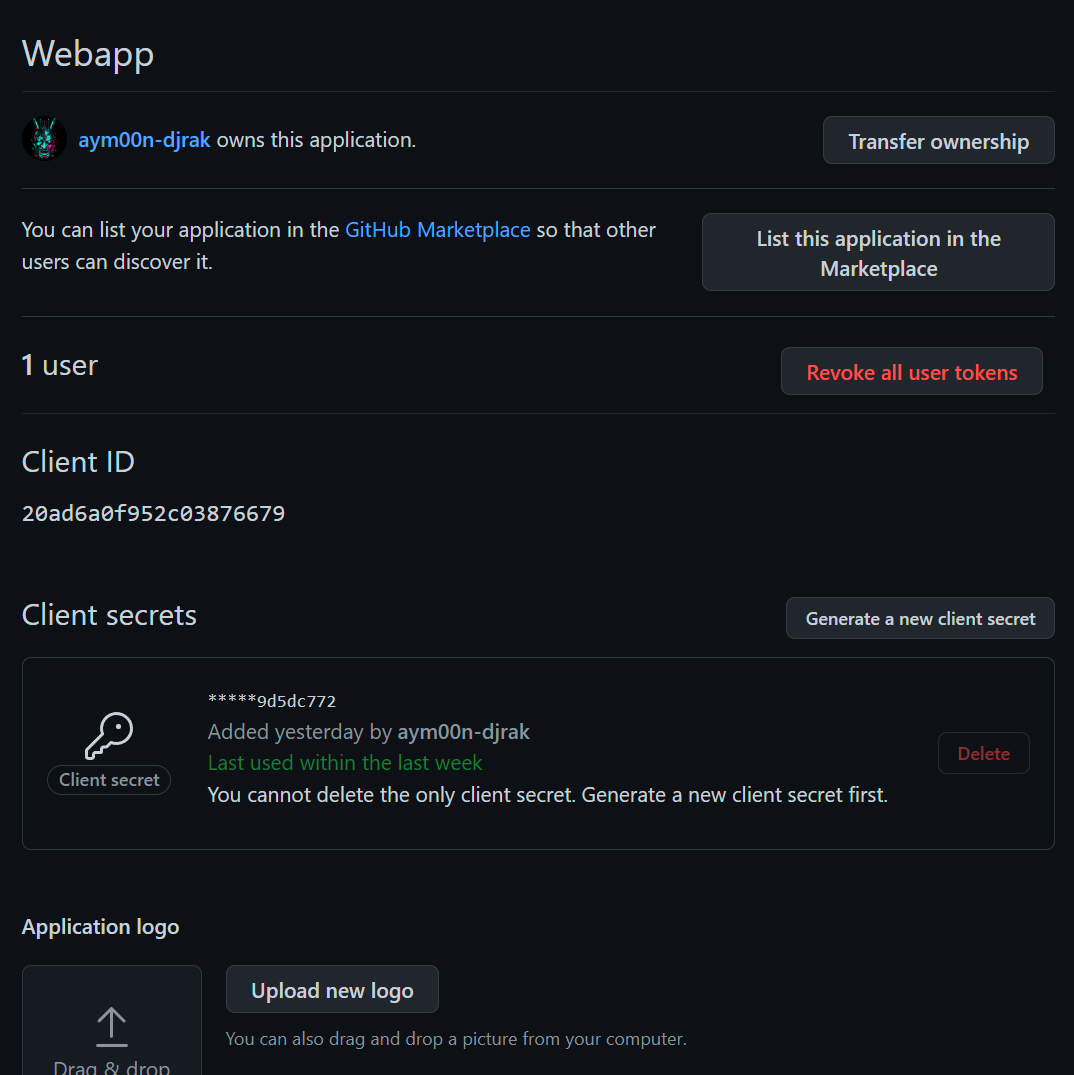 Webapp
aym00n-djrak owns this application.
Transfer ownership
You can list your application in the GitHub Marketplace so that other
users can discover it.
List this application in the
Marketplace
1 user
Revoke all user tokens
Client ID
20ad6a0f952c03876679
Client secrets
Generate a new client secret
*****9d5dc772
Added yesterday by aym00n-djrak
Last used within the last week
You cannot delete the only client secret. Generate a new client secret first.
Client secret
Delete
Application logo
Upload new logo
You can also drag and drop a picture from your computer.
Drag & drop